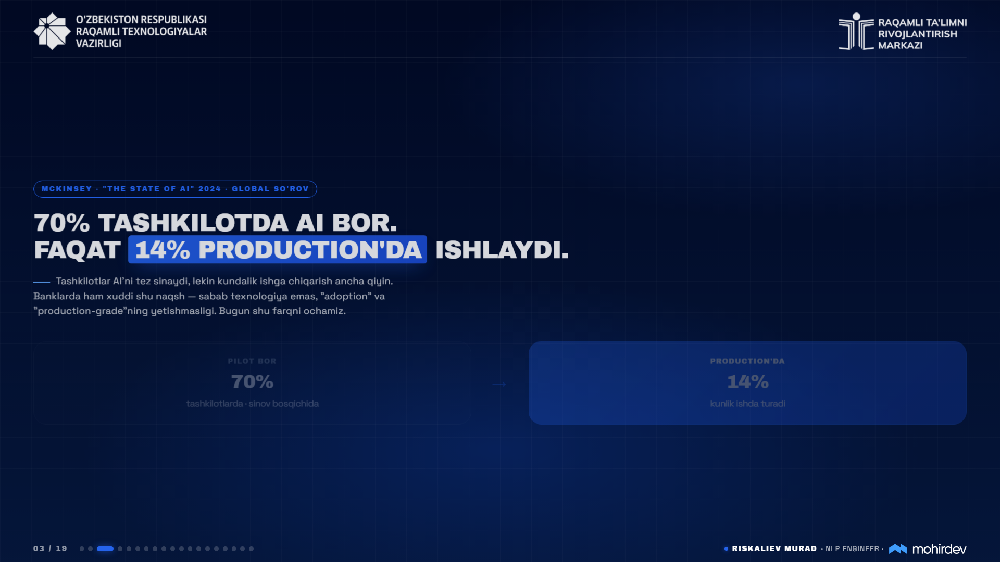 O'ZBEKISTON RESPUBLIKASI
RAQAMLI TEXNOLOGIYALAR
VAZIRLIGI
RAQAMLI TA'LIMNI
RIVOJLANTIRISH
MARKAZI
MCKINSEY · "THE STATE OF AI" 2024 · GLOBAL SO'ROV
70% TASHKILOTDA AI BOR.
FAQAT 14% PRODUCTION'DA ISHLAYDI.
Tashkilotlar AI'ni tez sinaydi, lekin kundalik ishga chiqarish ancha qiyin.
Banklarda ham xuddi shu naqsh — sabab texnologiya emas, "adoption" va
"production-grade"ning yetishmasligi. Bugun shu farqni ochamiz.
PILOT BOR
70%
tashkilotlarda · sinov bosqichida
→
PRODUCTION'DA
14%
kunlik ishda turadi
03 / 19
RISKALIEV MURAD · NLP ENGINEER · mohirdev